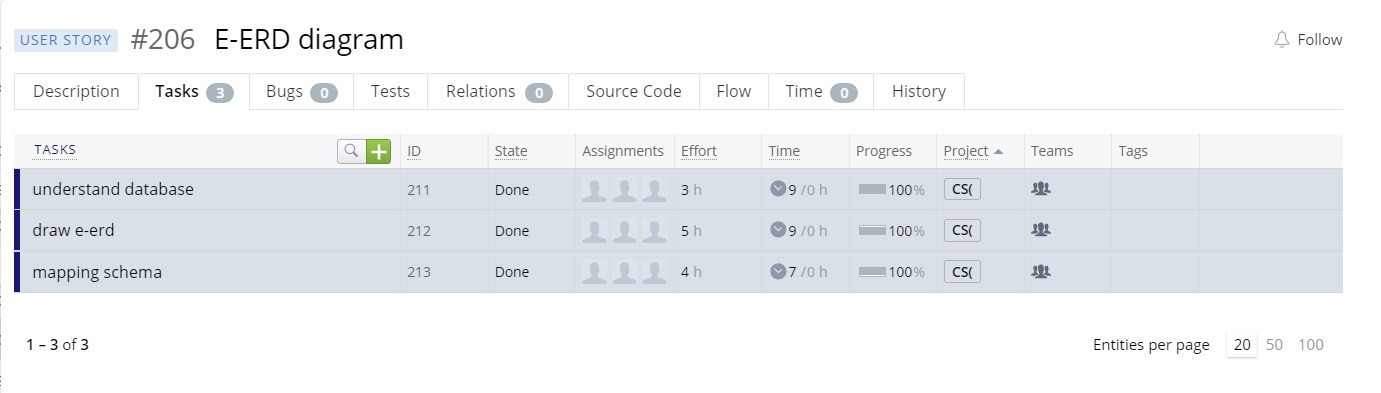 USER STORY #206 E-ERD diagram Follow
Description Tasks 3 Bugs 0 Tests Relations 0 Source Code Flow Time 0 History
TASKS ID State Assignments Effort Time Progress Project Teams Tags
understand database 211 Done 3 h 9 /0 h 100% CS(
draw e-erd 212 Done 5 h 9 /0 h 100% CS(
mapping schema 213 Done 4 h 7 /0 h 100% CS(
1 – 3 of 3 Entities per page 20 50 100